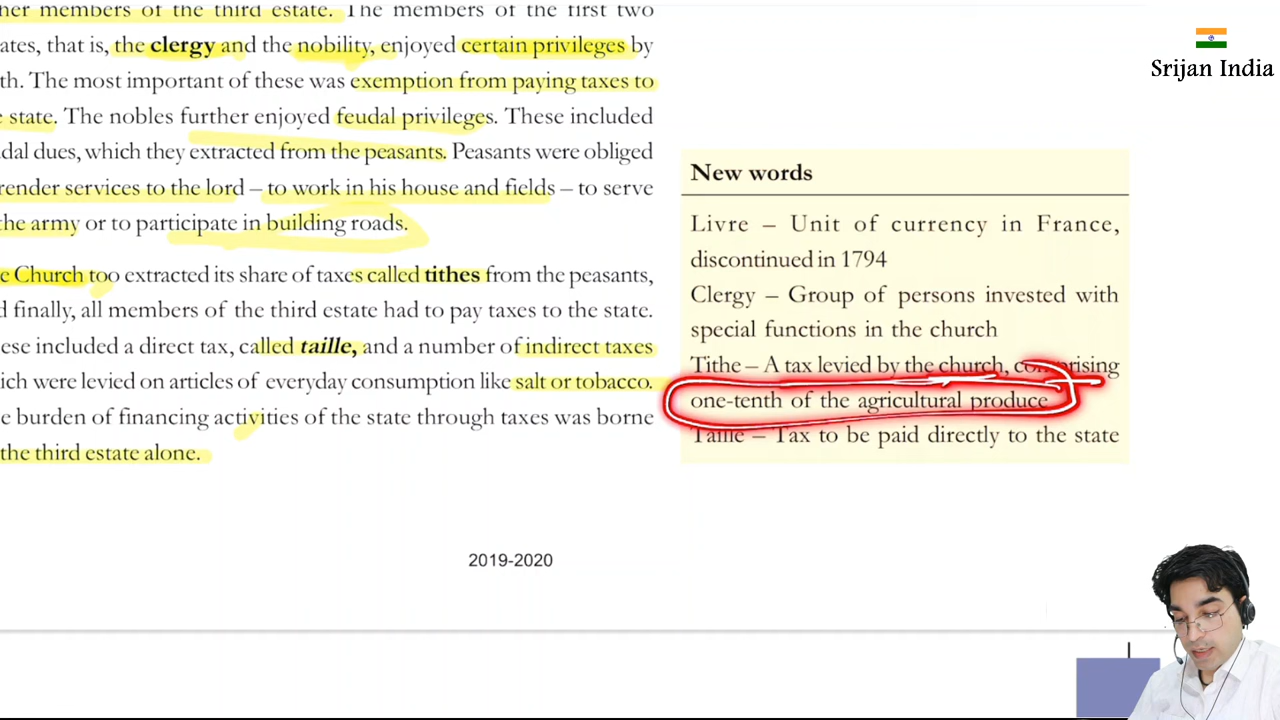 her members of the third estate. The members of the first two
ates, that is, the clergy and the nobility, enjoyed certain privileges by
th. The most important of these was exemption from paying taxes to
e state. The nobles further enjoyed feudal privileges. These included
dal dues, which they extracted from the peasants. Peasants were obliged
render services to the lord – to work in his house and fields – to serve
the army or to participate in building roads.
e Church too extracted its share of taxes called tithes from the peasants,
d finally, all members of the third estate had to pay taxes to the state.
ese included a direct tax, called taille, and a number of indirect taxes
ich were levied on articles of everyday consumption like salt or tobacco.
e burden of financing activities of the state through taxes was borne
the third estate alone.
Srijan India
New words
Livre – Unit of currency in France,
discontinued in 1794
Clergy – Group of persons invested with
special functions in the church
Tithe – A tax levied by the church, comprising
one-tenth of the agricultural produce
Taille – Tax to be paid directly to the state
2019-2020